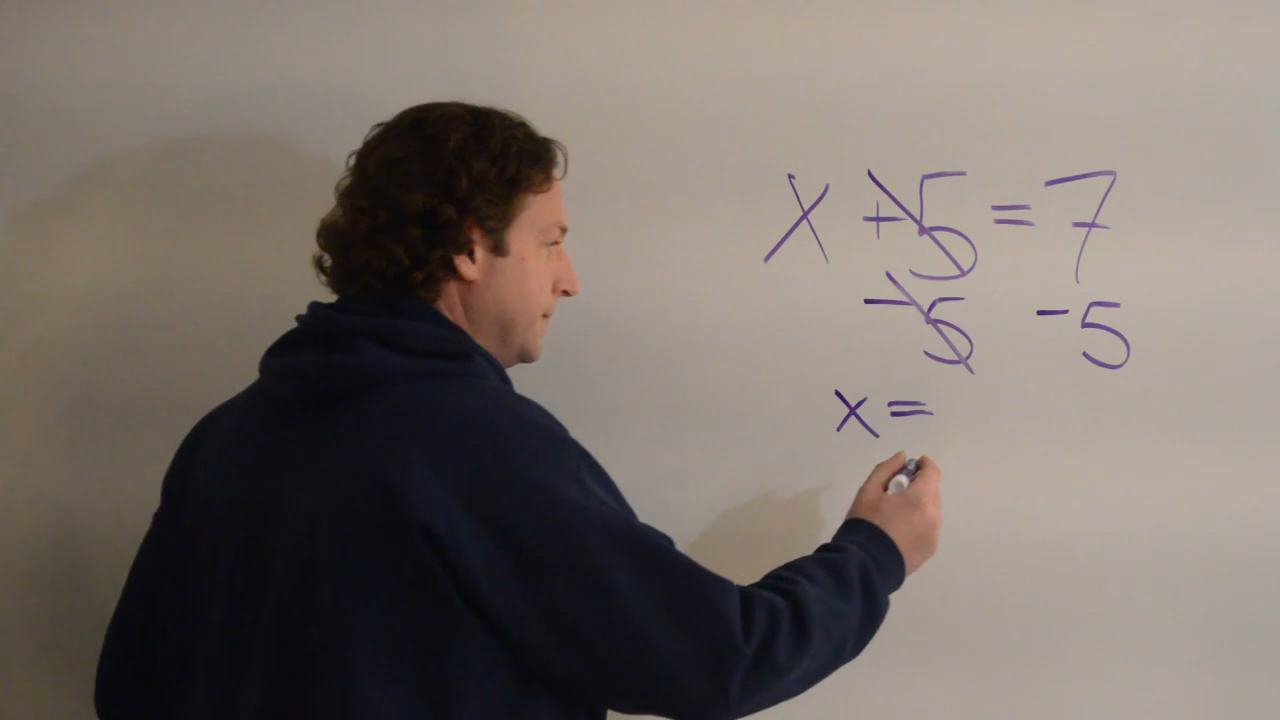 x +5 = 7
-5 -5
x =